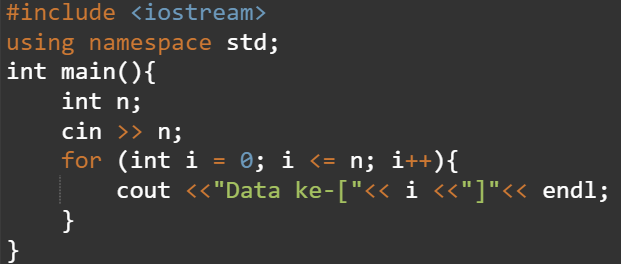 #include <iostream>
using namespace std;
int main(){
    int n;
    cin >> n;
    for (int i = 0; i <= n; i++){
        cout <<"Data ke-["<< i <<"]"<< endl;
    }
}